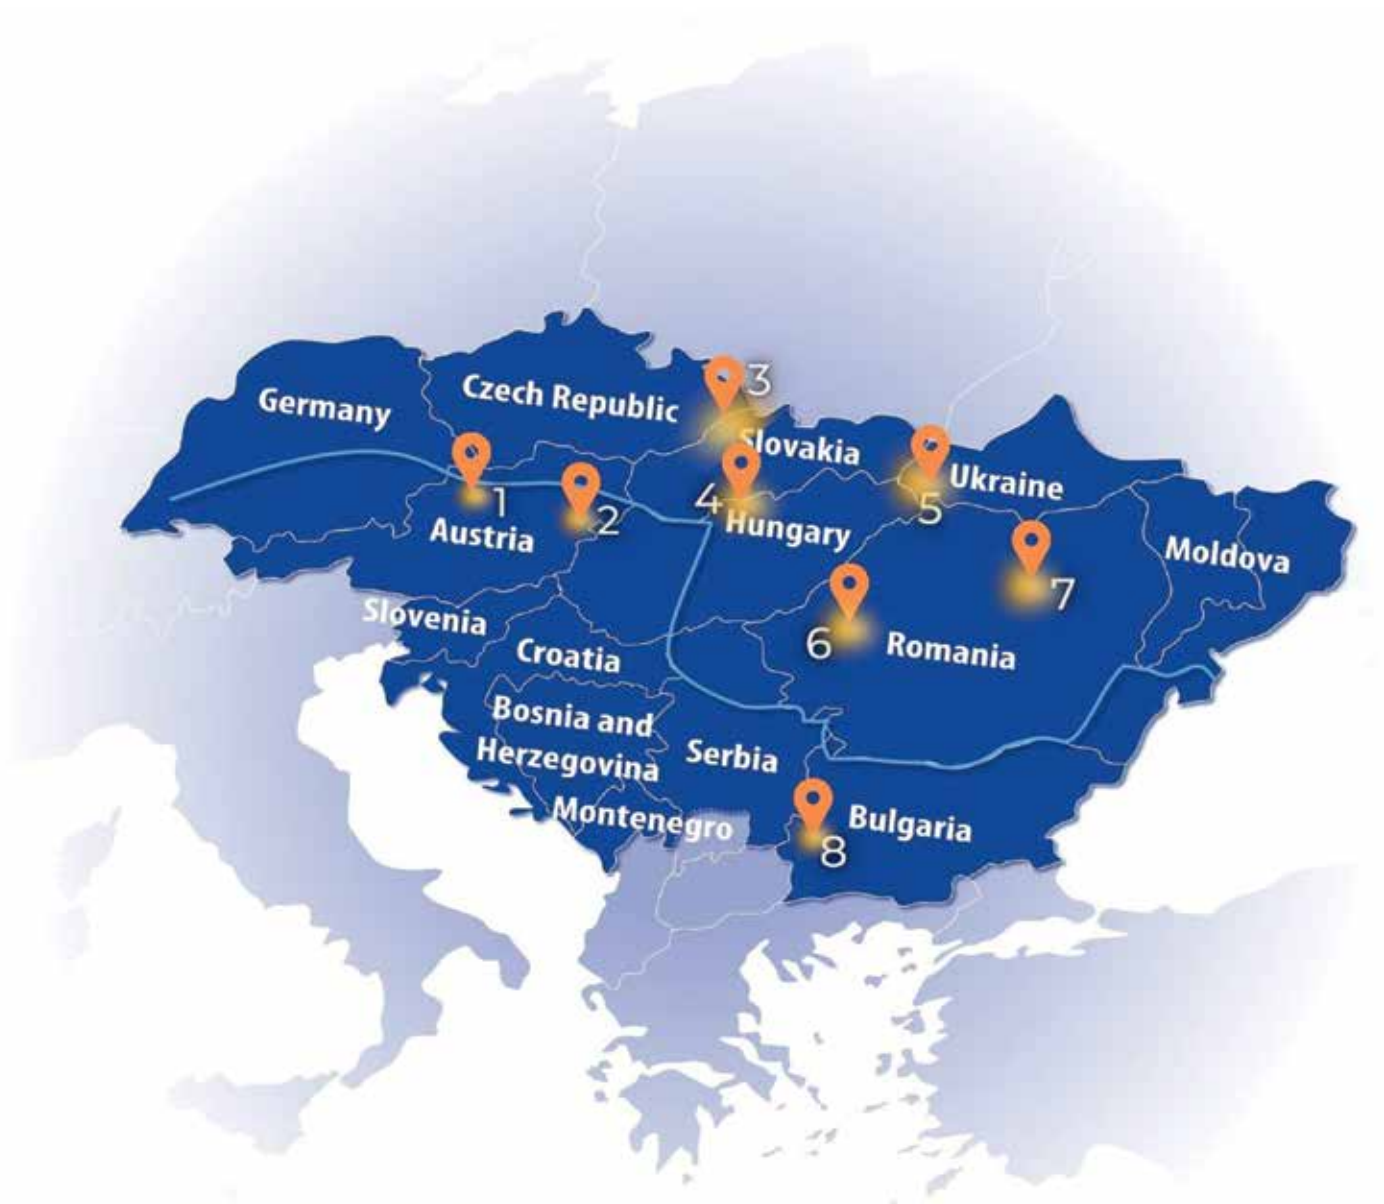 3
Czech Republic
Germany
Slovakia
Ukraine
1
4
5
2
Hungary
Austria
Moldova
7
Slovenia
6
Romania
Croatia
Bosnia and
Herzegovina
Serbia
Montenegro
Bulgaria
8